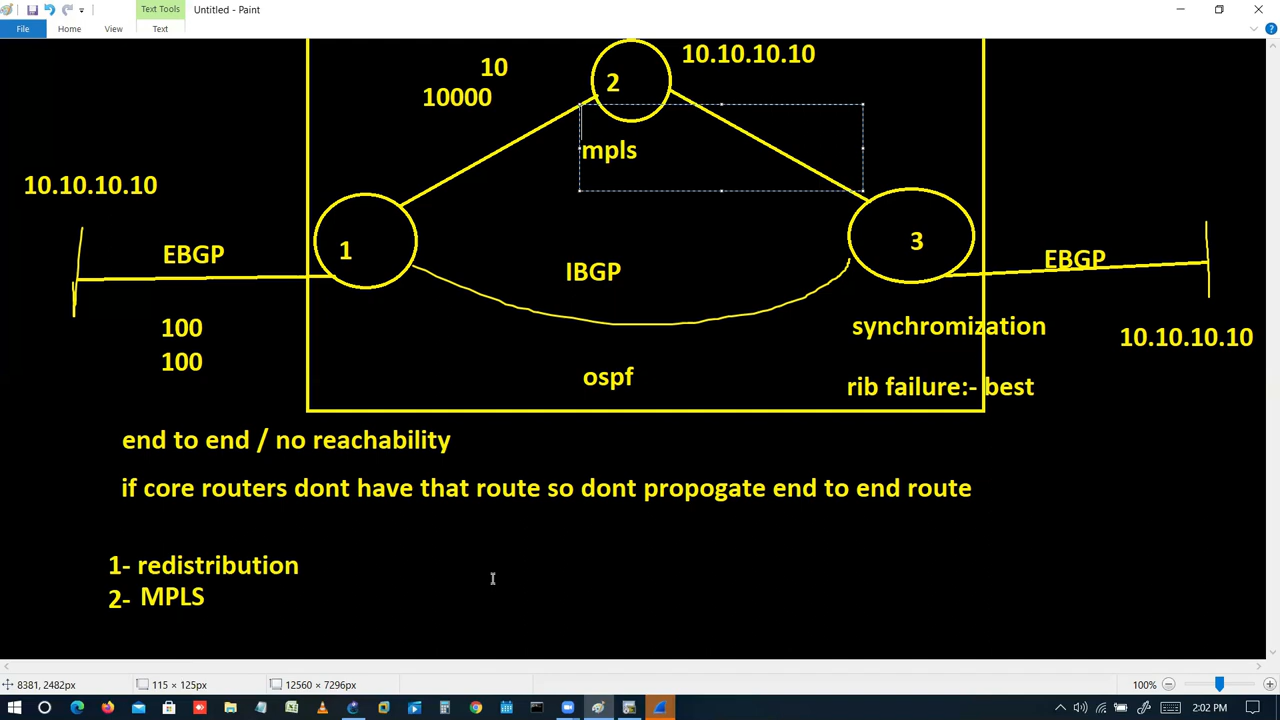 Text Tools
Untitled - Paint
File
Home
View
Text
10
10000
2
10.10.10.10
mpls
10.10.10.10
EBGP
1
IBGP
3
EBGP
100
100
ospf
synchromization
10.10.10.10
rib failure:- best
end to end / no reachability
if core routers dont have that route so dont propogate end to end route
1- redistribution
2- MPLS
8381, 2482px
115 × 125px
12560 × 7296px
100%
2:02 PM